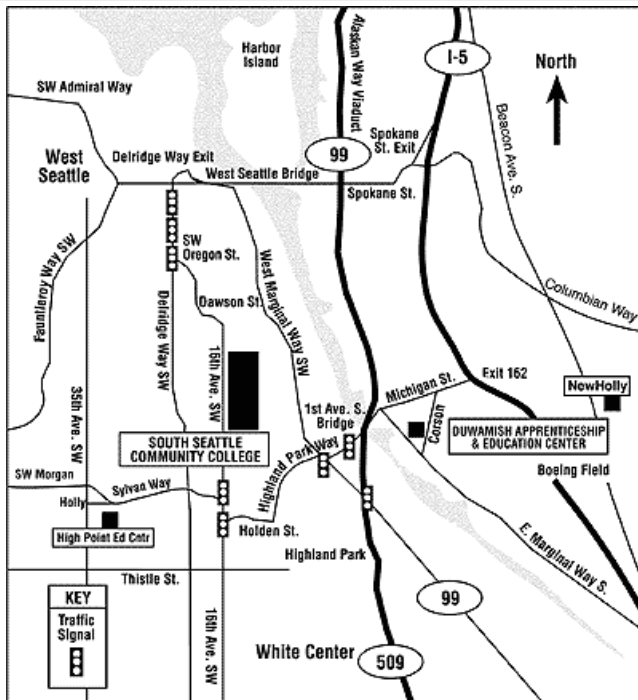 Harbor
Island
Alaskan Way Viaduct
I-5
North
SW Admiral Way
Beacon Ave. S.
99
Spokane
St. Exit
West
Seattle
Delridge Way Exit
West Seattle Bridge
Spokane St.
SW
Oregon St.
Fauntleroy Way SW
West Marginal Way SW
Columbian Way
Dawson St.
Delridge Way SW
16th Ave. SW
35th Ave. SW
Michigan St.
Exit 162
NewHolly
1st Ave. S.
Bridge
Corson
DUWAMISH APPRENTICESHIP
& EDUCATION CENTER
SOUTH SEATTLE
COMMUNITY COLLEGE
Highland Park Way
Boeing Field
SW Morgan
Sylvan Way
Holly
Holden St.
High Point Ed Cntr
Highland Park
E. Marginal Way S.
Thistle St.
KEY
Traffic
Signal
16th Ave. SW
99
White Center
509